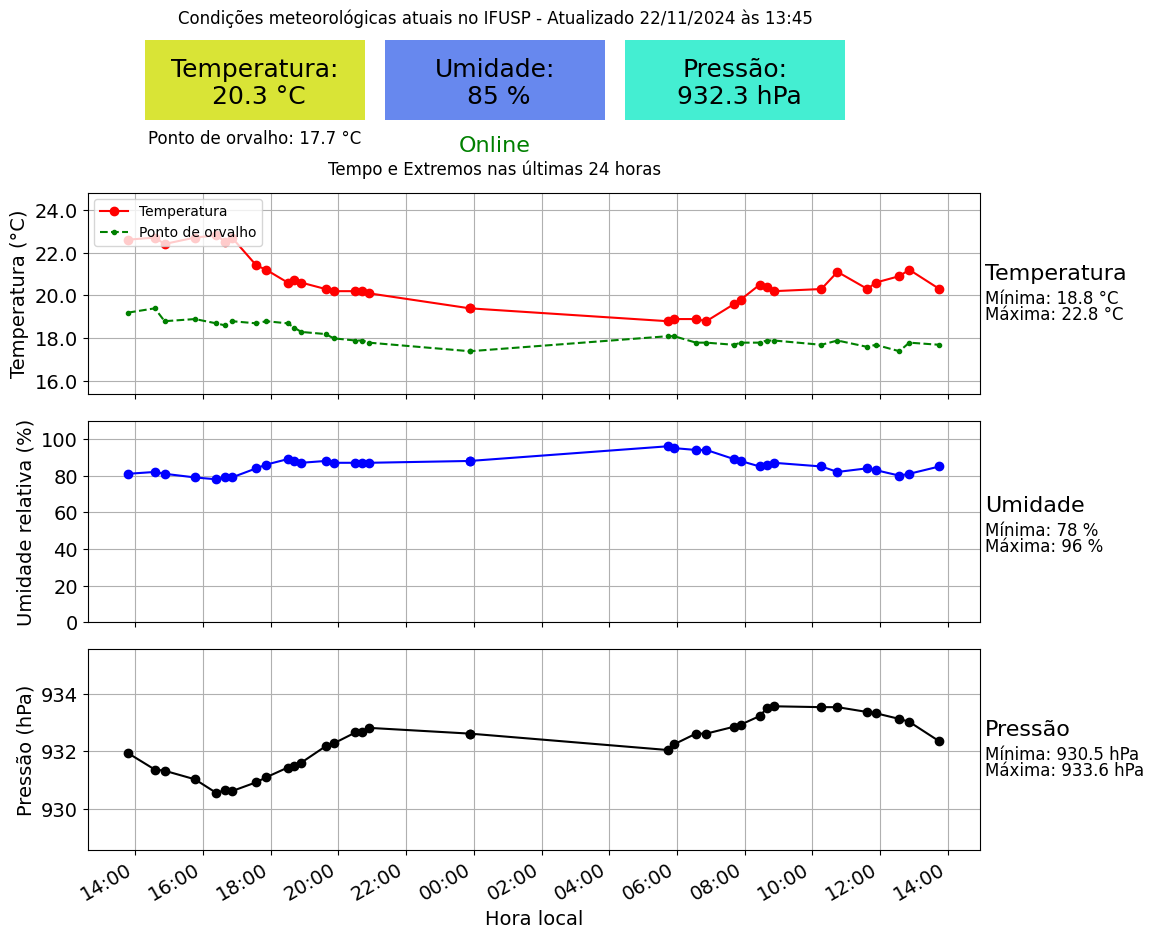 Condições meteorológicas atuais no IFUSP - Atualizado 22/11/2024 às 13:45
Temperatura:
20.3 °C
Umidade:
85 %
Pressão:
932.3 hPa
Ponto de orvalho: 17.7 °C
Online
Tempo e Extremos nas últimas 24 horas
Temperatura (°C)
24.0
22.0
20.0
18.0
16.0
Temperatura
Ponto de orvalho
Temperatura
Mínima: 18.8 °C
Máxima: 22.8 °C
Umidade relativa (%)
100
80
60
40
20
0
Umidade
Mínima: 78 %
Máxima: 96 %
Pressão (hPa)
934
932
930
Pressão
Mínima: 930.5 hPa
Máxima: 933.6 hPa
14:00
16:00
18:00
20:00
22:00
00:00
02:00
04:00
06:00
08:00
10:00
12:00
14:00
Hora local